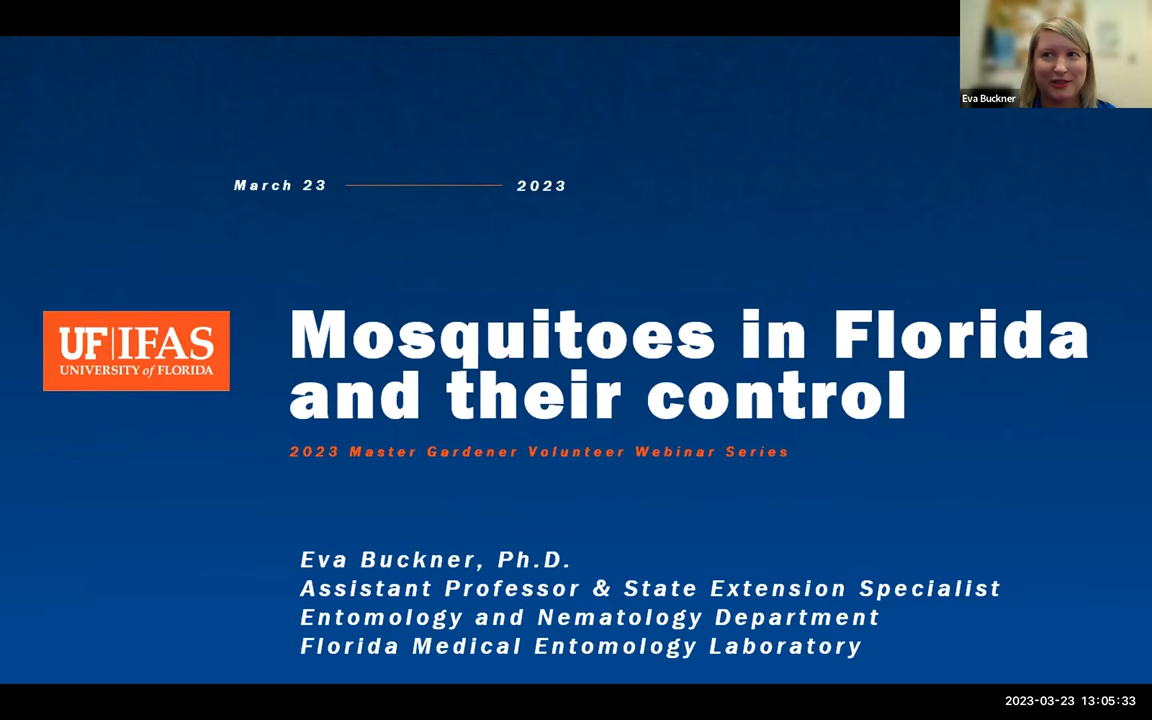 Eva Buckner
March 23 2023
UF|IFAS
UNIVERSITY of FLORIDA
Mosquitoes in Florida
and their control
2023 Master Gardener Volunteer Webinar Series
Eva Buckner, Ph.D.
Assistant Professor & State Extension Specialist
Entomology and Nematology Department
Florida Medical Entomology Laboratory
2023-03-23 13:05:33